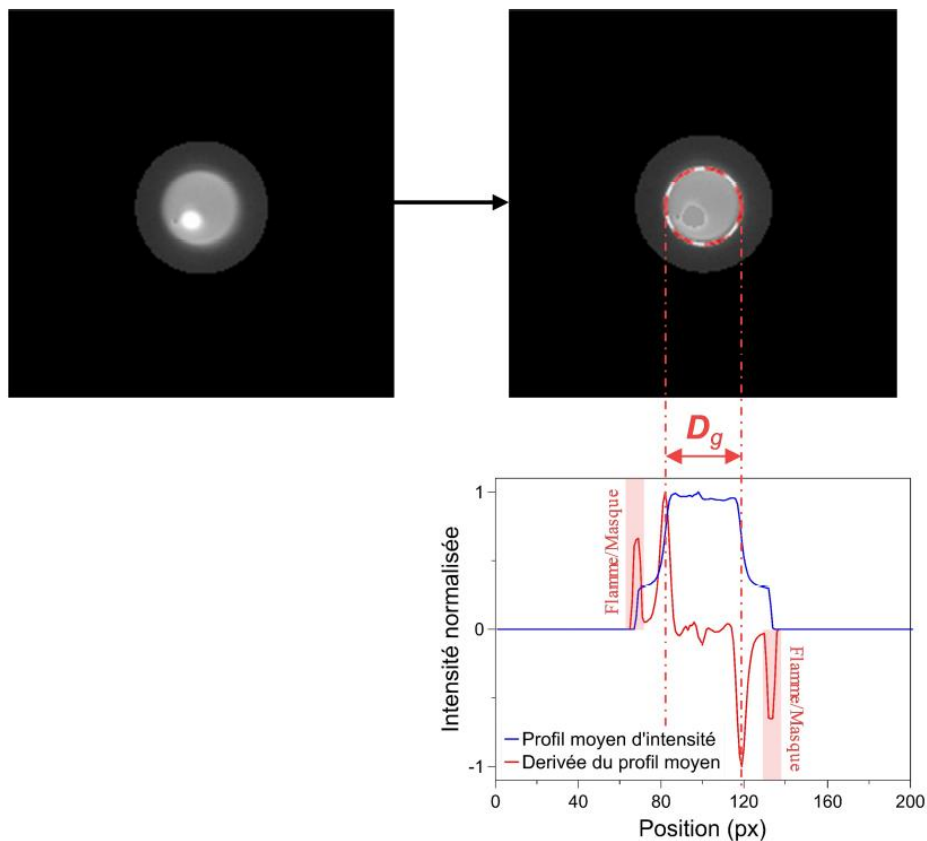 D_g
1
0
-1
Intensité normalisée
Flamme/Masque
Flamme/Masque
Profil moyen d'intensité
Derivée du profil moyen
0
40
80
120
160
200
Position (px)